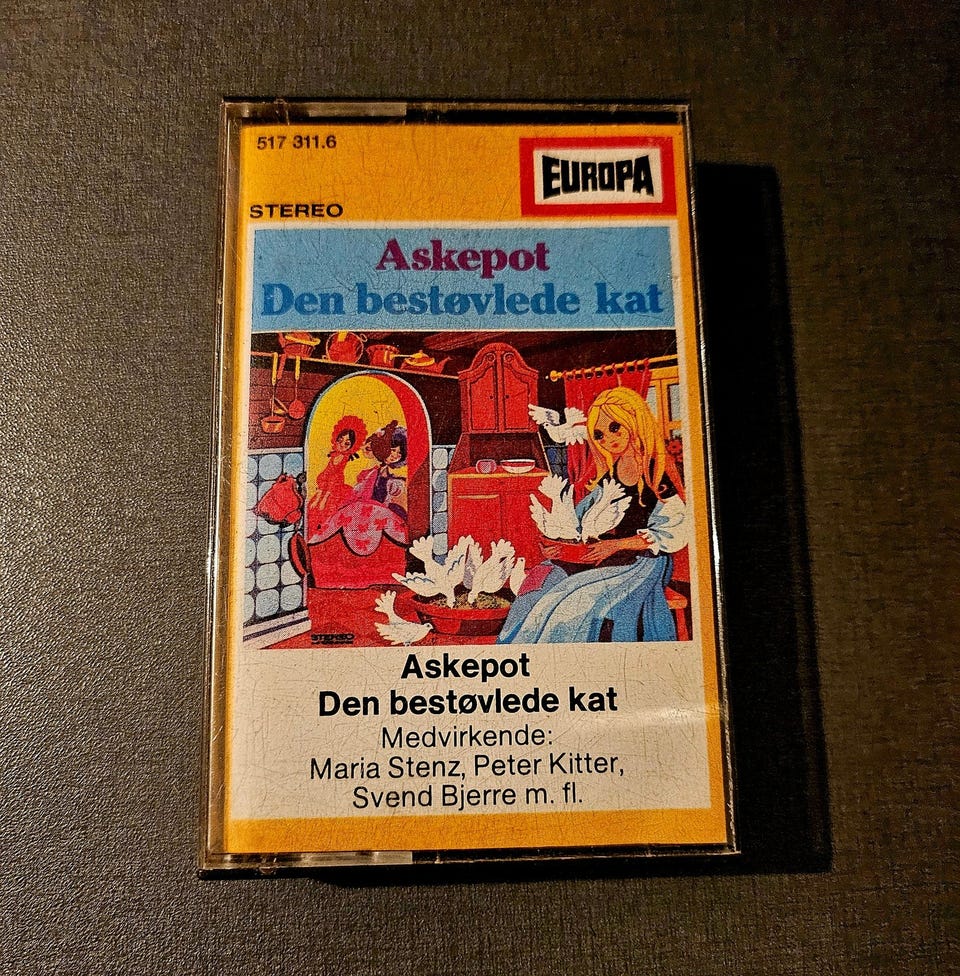 517 311.6
EUROPA
STEREO
Askepot
Den bestøvlede kat
STEREO
Askepot
Den bestøvlede kat
Medvirkende:
Maria Stenz, Peter Kitter,
Svend Bjerre m. fl.